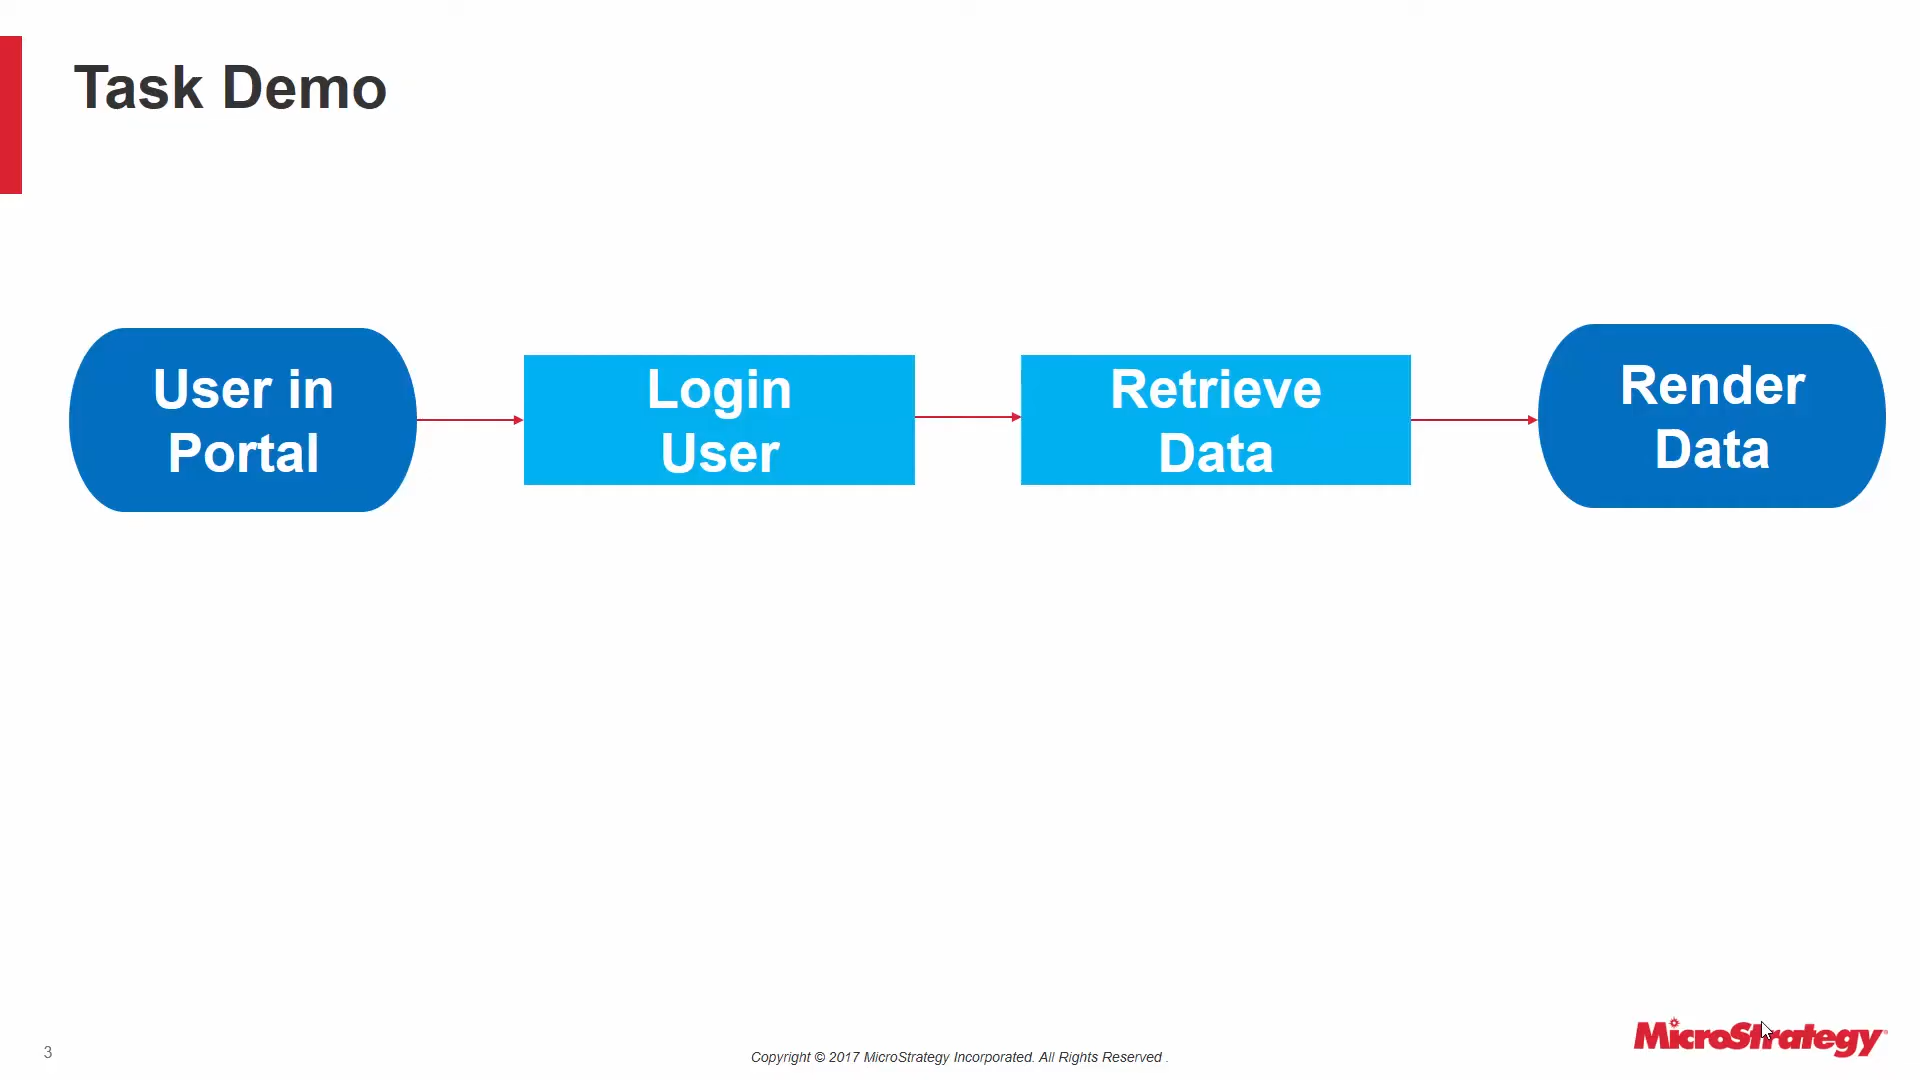 Task Demo
User in
Portal
Login
User
Retrieve
Data
Render
Data
3
Copyright © 2017 MicroStrategy Incorporated. All Rights Reserved .
MicroStrategy